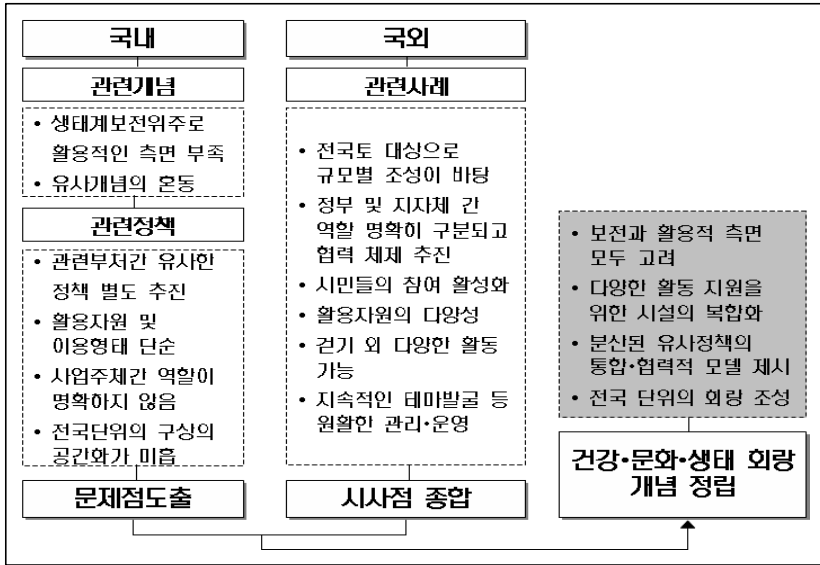 국내
관련개념
• 생태계보전위주로
활용적인 측면 부족
• 유사개념의 혼동
관련정책
• 관련부처간 유사한
정책 별도 추진
• 활용자원 및
이용형태 단순
• 사업주체간 역할이
명확하지 않음
• 전국단위의 구상의
공간화가 미흡
문제점도출
국외
관련사례
• 전국토 대상으로
규모별 조성이 바탕
• 정부 및 지자체 간
역할 명확히 구분되고
협력 체제 추진
• 시민들의 참여 활성화
• 활용자원의 다양성
• 걷기 외 다양한 활동
가능
• 지속적인 테마발굴 등
원활한 관리·운영
시사점 종합
• 보전과 활용적 측면
모두 고려
• 다양한 활동 지원을
위한 시설의 복합화
• 분산된 유사정책의
통합·협력적 모델 제시
• 전국 단위의 회랑 조성
건강·문화·생태 회랑
개념 정립